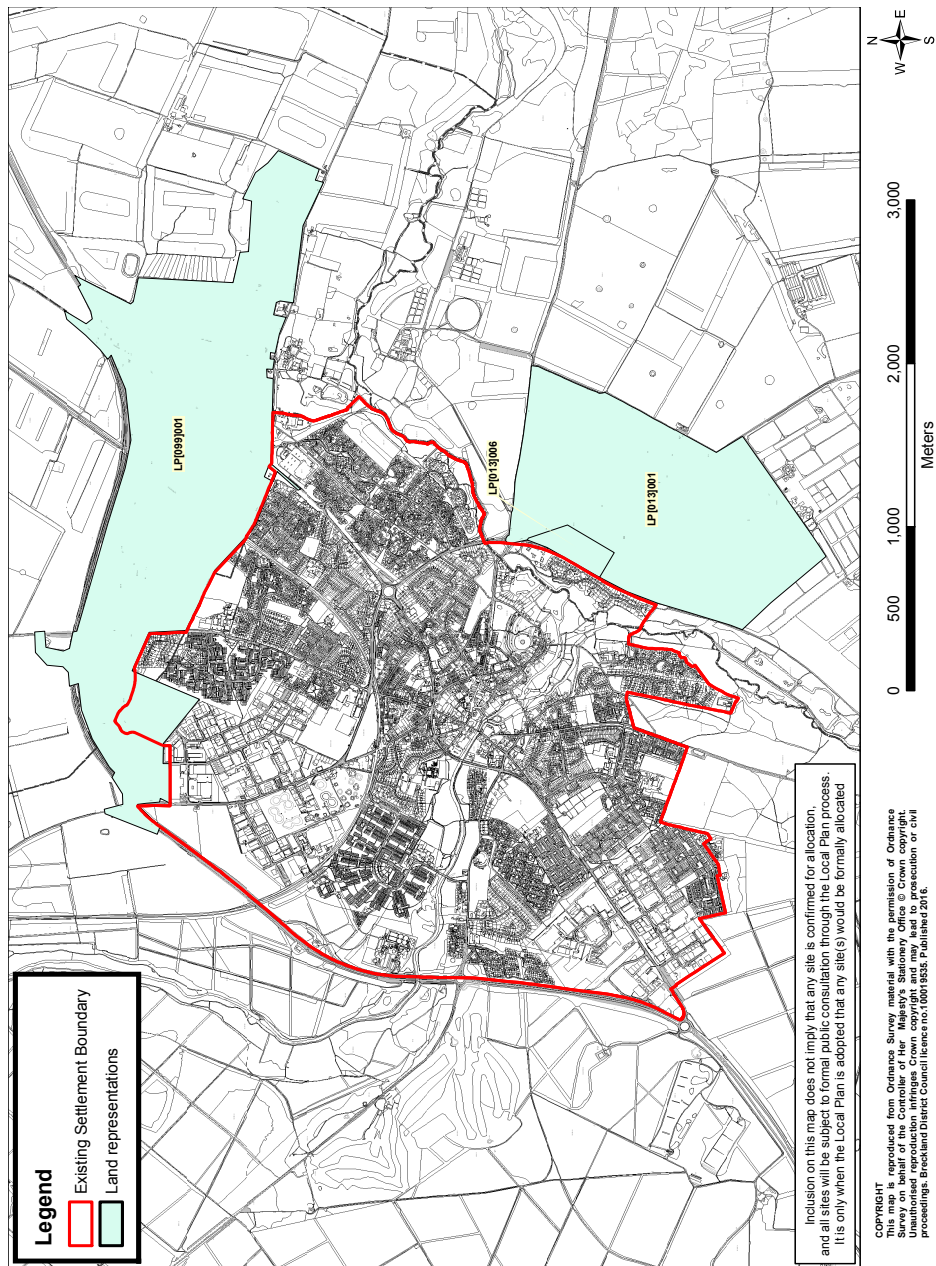 Legend
Existing Settlement Boundary
Land representations
LP[099]001
LP[013]006
LP[013]001
Inclusion on this map does not imply that any site is confirmed for allocation,
and all sites will be subject to formal public consultation through the Local Plan process.
It is only when the Local Plan is adopted that any site(s) would be formally allocated
COPYRIGHT
This map is reproduced from Ordnance Survey material with the permission of Ordnance
Survey on behalf of the Controller of Her Majesty's Stationery Office © Crown copyright.
Unauthorised reproduction infringes Crown copyright and may lead to prosecution or civil
proceedings. Breckland District Council licence no.100019535. Published 2016.
0 500 1,000 2,000 3,000
Meters
N
W E
S